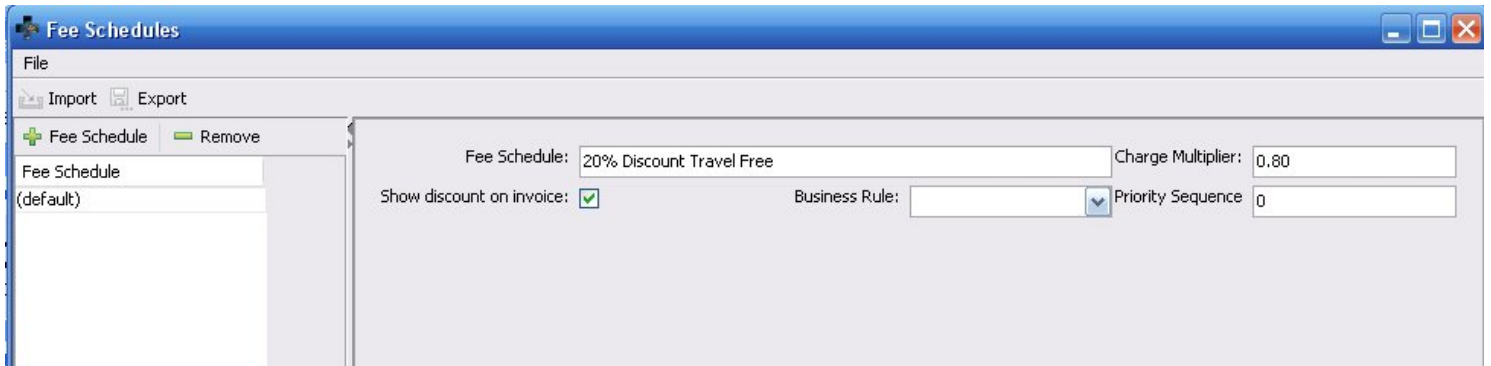 Fee Schedules
File
Import Export
Fee Schedule Remove
Fee Schedule
(default)
Fee Schedule: 20% Discount Travel Free Charge Multiplier: 0.80
Show discount on invoice: Business Rule: Priority Sequence 0